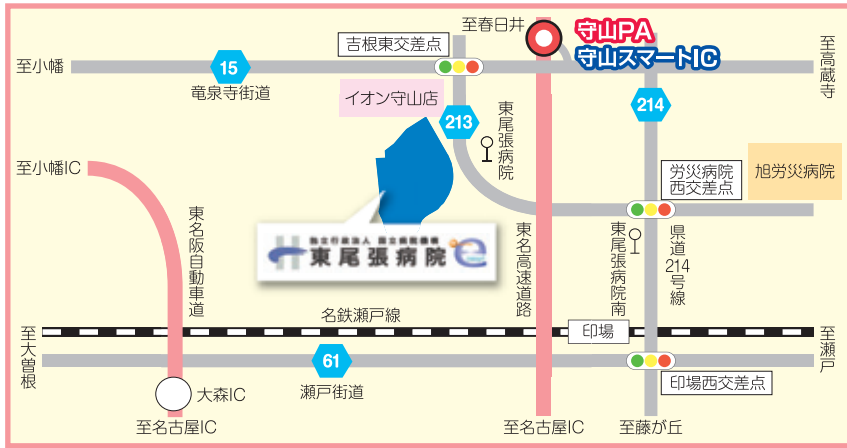 至春日井
守山PA
守山スマートIC
吉根東交差点
至小幡
15
竜泉寺街道
至高蔵寺
イオン守山店
213
214
東尾張病院
至小幡IC
労災病院
西交差点
旭労災病院
独立行政法人 国立病院機構
東尾張病院
東名阪自動車道
東名高速道路
東尾張病院南
県道214号線
名鉄瀬戸線
印場
至大曽根
至瀬戸
61
瀬戸街道
大森IC
印場西交差点
至名古屋IC
至名古屋IC
至藤が丘